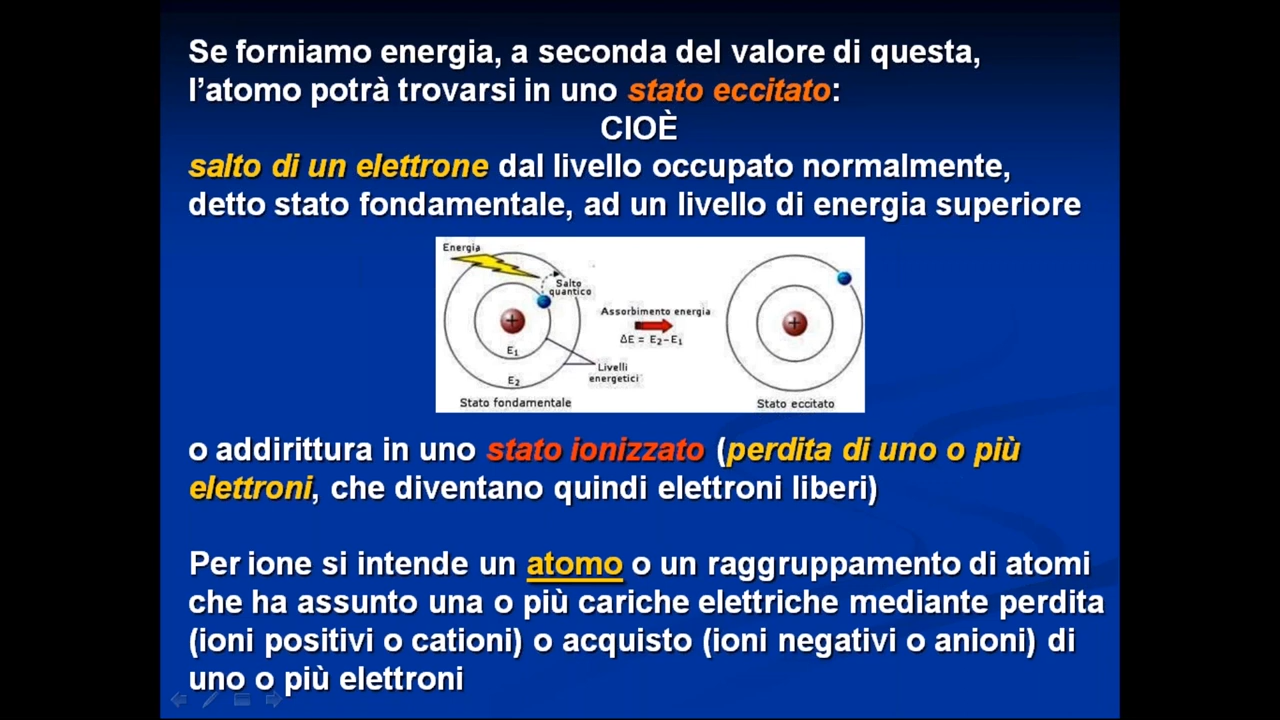 Se forniamo energia, a seconda del valore di questa,
l’atomo potrà trovarsi in uno stato eccitato:
CIOÈ
salto di un elettrone dal livello occupato normalmente,
detto stato fondamentale, ad un livello di energia superiore
Energia
Salto
quantico
E₁
E₂
Livelli
energetici
Stato fondamentale
Assorbimento energia
ΔE = E₂-E₁
+
+
Stato eccitato
o addirittura in uno stato ionizzato (perdita di uno o più
elettroni, che diventano quindi elettroni liberi)
Per ione si intende un atomo o un raggruppamento di atomi
che ha assunto una o più cariche elettriche mediante perdita
(ioni positivi o cationi) o acquisto (ioni negativi o anioni) di
uno o più elettroni